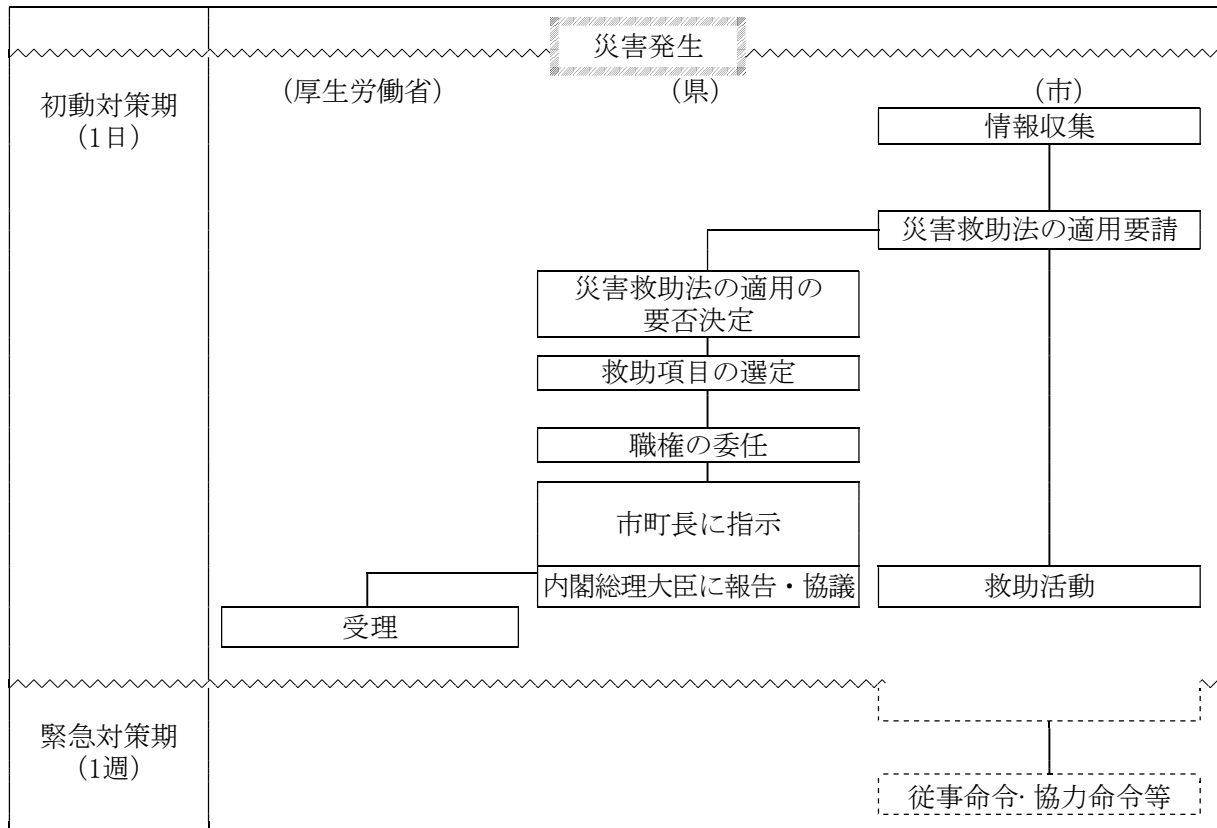 災害発生
(厚生労働省)
(県)
(市)
初動対策期
(1日)
情報収集
災害救助法の適用要請
災害救助法の適用の
要否決定
救助項目の選定
職権の委任
市町長に指示
内閣総理大臣に報告・協議
救助活動
受理
緊急対策期
(1週)
従事命令・協力命令等